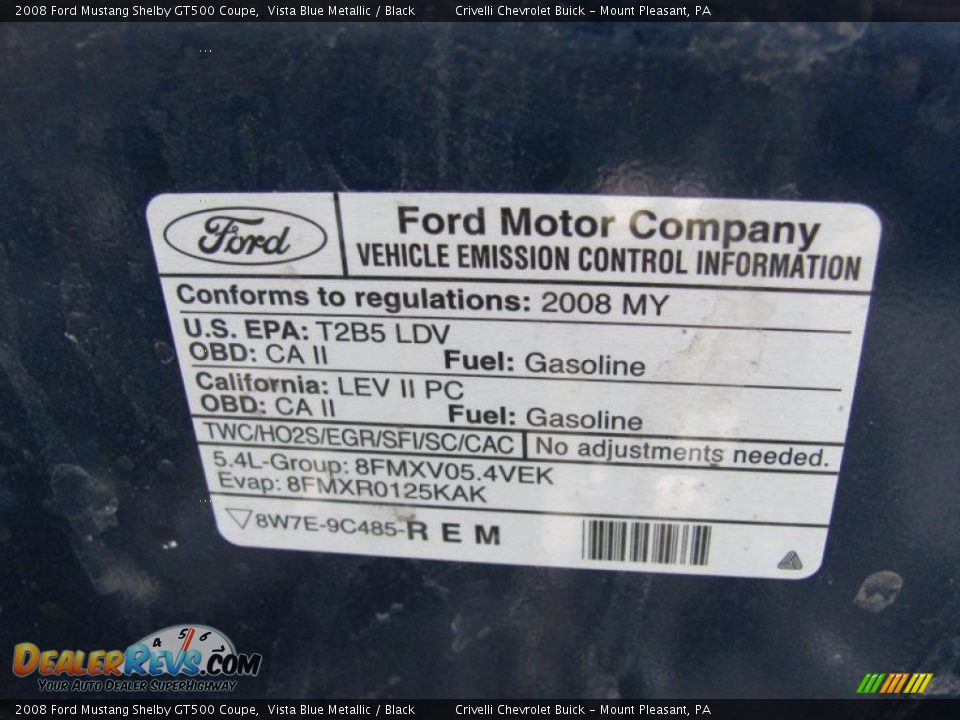 2008 Ford Mustang Shelby GT500 Coupe, Vista Blue Metallic / Black Crivelli Chevrolet Buick - Mount Pleasant, PA
Ford
Ford Motor Company
VEHICLE EMISSION CONTROL INFORMATION
Conforms to regulations: 2008 MY
U.S. EPA: T2B5 LDV
OBD: CA II Fuel: Gasoline
California: LEV II PC
OBD: CA II Fuel: Gasoline
TWC/HO2S/EGR/SFI/SC/CAC No adjustments needed.
5.4L-Group: 8FMXV05.4VEK
Evap: 8FMXR0125KAK
8W7E-9C485-R E M
4 5 6
DEALERREVS.COM
YOUR AUTO DEALER SUPERHIGHWAY
2008 Ford Mustang Shelby GT500 Coupe, Vista Blue Metallic / Black Crivelli Chevrolet Buick - Mount Pleasant, PA